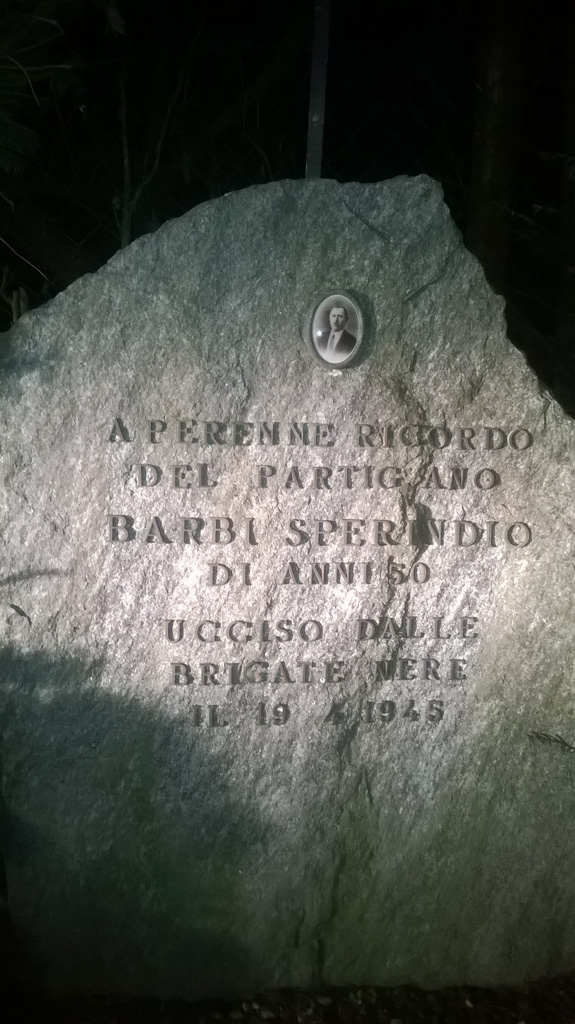 A PERENNE RICORDO
DEL PARTIGIANO
BARBI SPERINDIO
DI ANNI 50
UCCISO DALLE
BRIGATE NERE
IL 19 4 1945